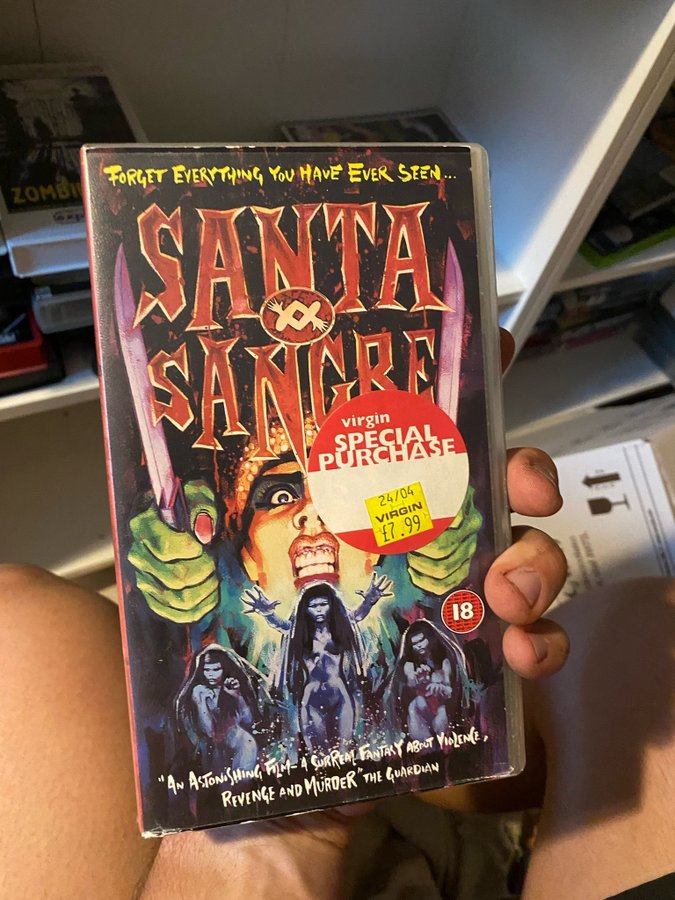 FORGET EVERYTHING YOU HAVE EVER SEEN...
SANTA
SANGRE
virgin
SPECIAL
PURCHASE
24/04
VIRGIN
£7.99
18
"AN ASTONISHING FILM - A SURREAL FANTASY ABOUT VIOLENCE,
REVENGE AND MURDER" THE GUARDIAN